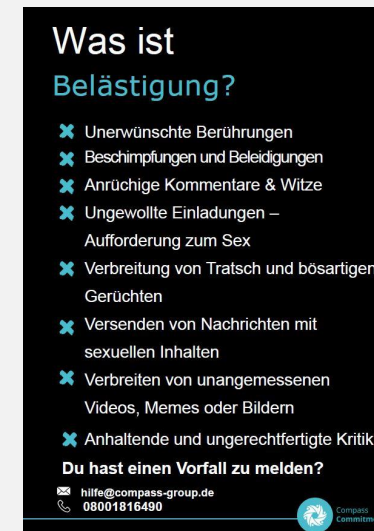 Was ist
Belästigung?
Unerwünschte Berührungen
Beschimpfungen und Beleidigungen
Anrüchige Kommentare & Witze
Ungewollte Einladungen –
Aufforderung zum Sex
Verbreitung von Tratsch und bösartigen
Gerüchten
Versenden von Nachrichten mit
sexuellen Inhalten
Verbreiten von unangemessenen
Videos, Memes oder Bildern
Anhaltende und ungerechtfertigte Kritik
Du hast einen Vorfall zu melden?
hilfe@compass-group.de
08001816490
Compass